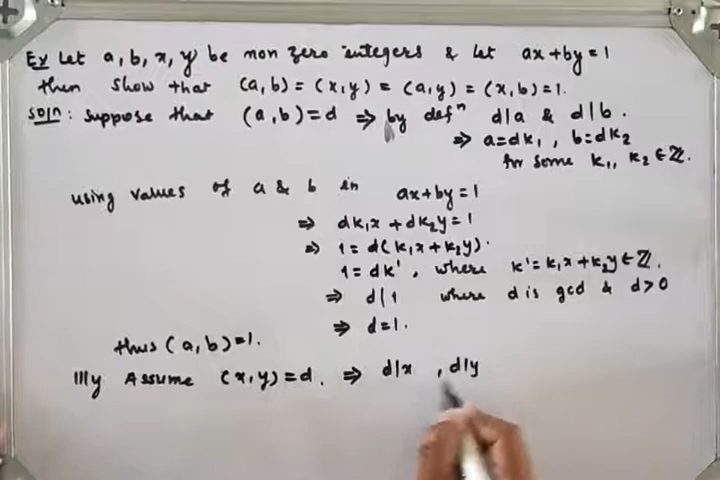 Ex Let a, b, x, y be non zero integers & let ax+by=1
then show that (a,b)=(x,y)=(a,y)=(x,b)=1.
Soln: Suppose that (a,b)=d ⇒ by defⁿ d|a & d|b.
⇒ a=dk₁, b=dk₂
for some k₁, k₂ ∈ ℤ.
using values of a & b in ax+by=1
⇒ dk₁x + dk₂y=1
⇒ 1=d(k₁x+k₂y).
1=dk', where k'=k₁x+k₂y ∈ ℤ.
⇒ d|1 where d is gcd & d>0
⇒ d=1.
thus (a,b)=1.
|||y Assume (x,y)=d. ⇒ d|x , d|y